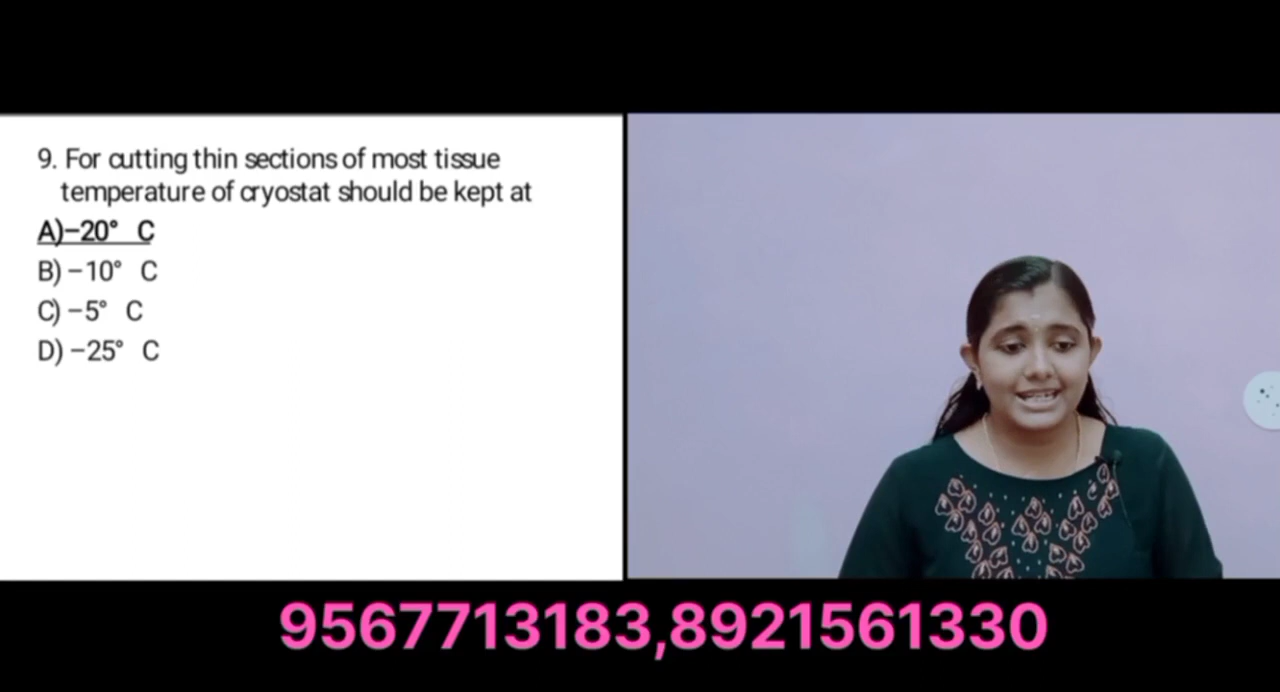 9. For cutting thin sections of most tissue
temperature of cryostat should be kept at
A)–20° C
B) –10° C
C) –5° C
D) –25° C
9567713183,8921561330